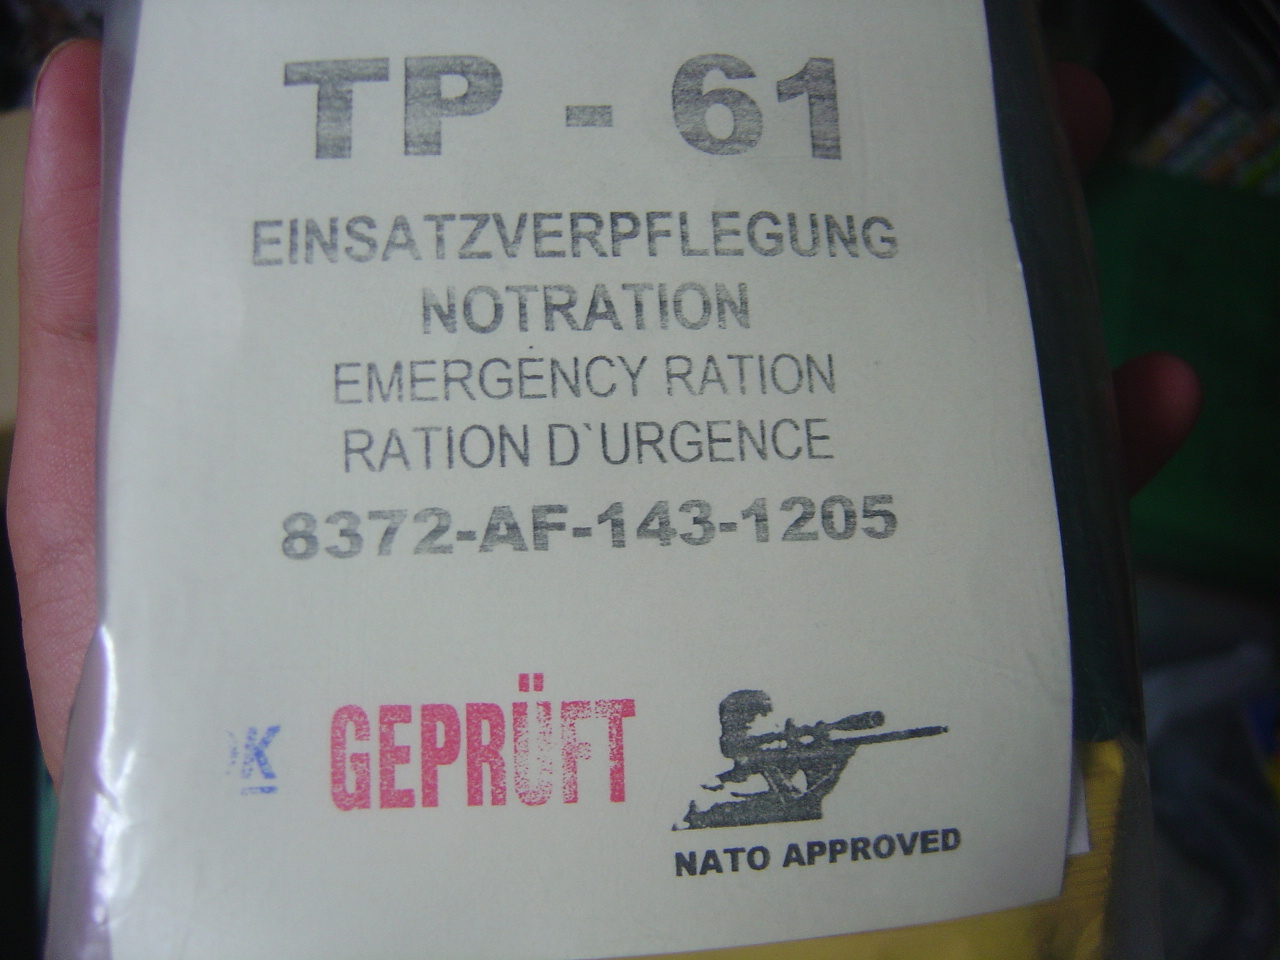 TP - 61
EINSATZVERPFLEGUNG
NOTRATION
EMERGENCY RATION
RATION D`URGENCE
8372-AF-143-1205
K
GEPRÜFT
NATO APPROVED